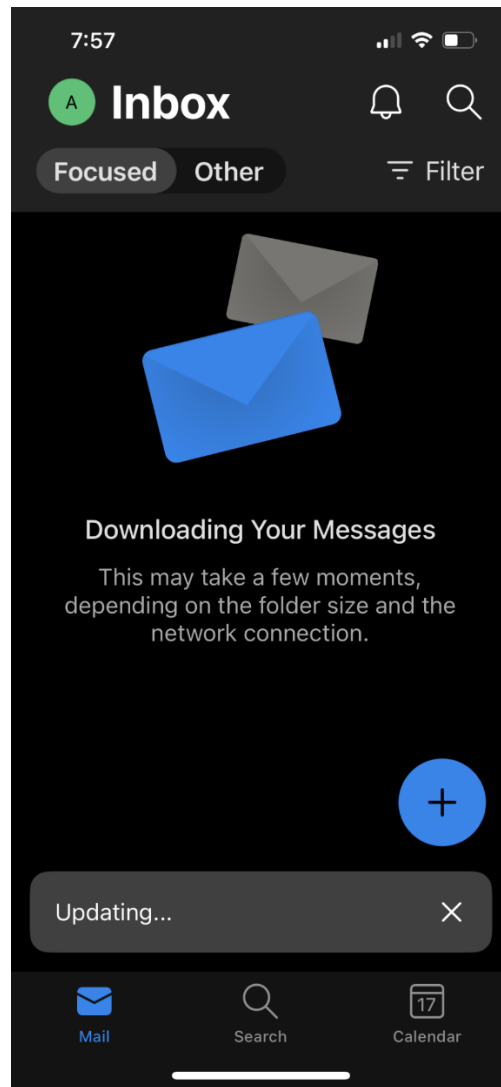 7:57
A Inbox
Focused Other Filter
Downloading Your Messages
This may take a few moments,
depending on the folder size and the
network connection.
Updating...
17
Mail Search Calendar